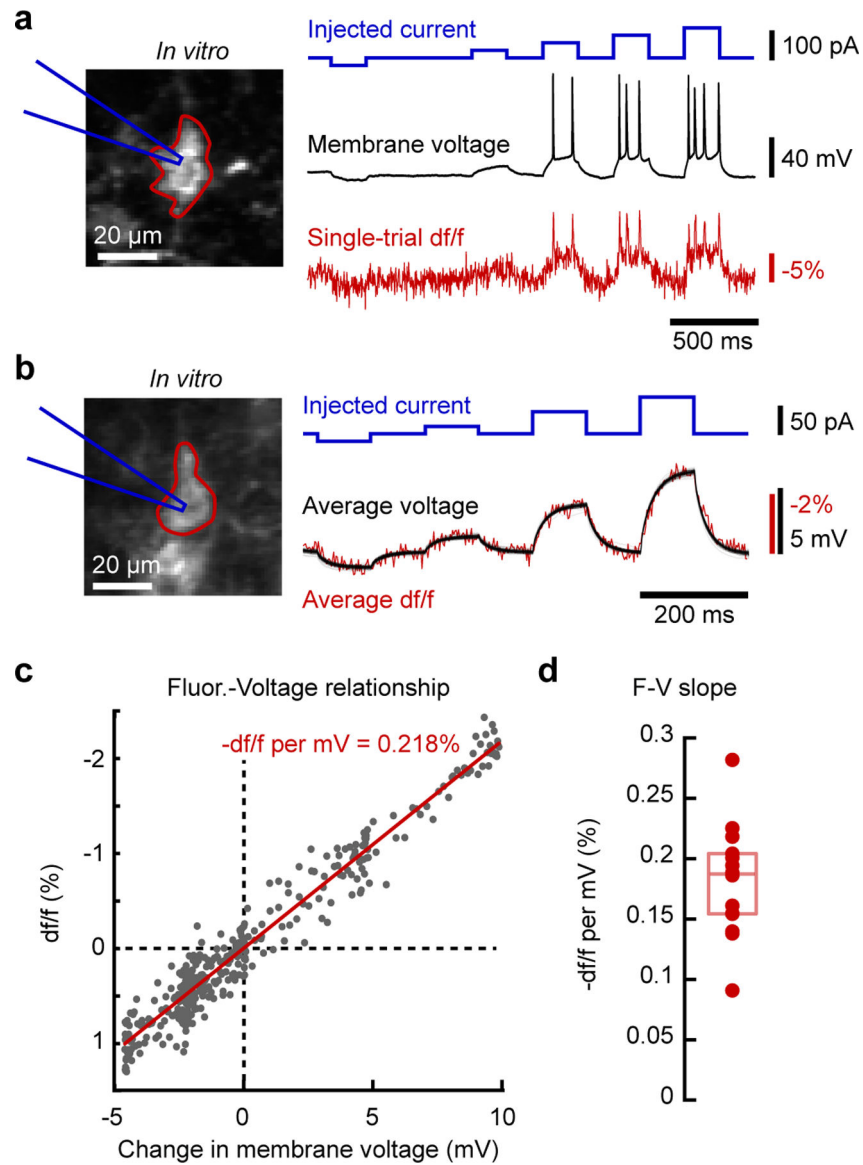 a
In vitro
20 µm
Injected current
100 pA
Membrane voltage
40 mV
Single-trial df/f
-5%
500 ms
b
In vitro
20 µm
Injected current
50 pA
Average voltage
-2%
5 mV
Average df/f
200 ms
c
Fluor.-Voltage relationship
-df/f per mV = 0.218%
-2
-1
0
1
df/f (%)
-5
0
5
10
Change in membrane voltage (mV)
d
F-V slope
0.3
0.25
0.2
0.15
0.1
0.05
0
-df/f per mV (%)